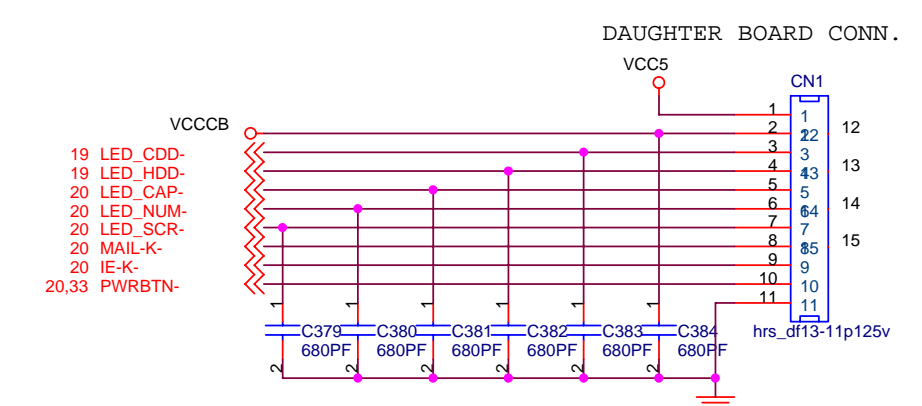 DAUGHTER BOARD CONN.
VCC5
CN1
VCCCB
1 1
2 2 12 12
3 3
4 4 13 13
5 5
6 6 14 14
7 7
8 8 15 15
9 9
10 10
11 11
19 LED_CDD-
19 LED_HDD-
20 LED_CAP-
20 LED_NUM-
20 LED_SCR-
20 MAIL-K-
20 IE-K-
20,33 PWRBTN-
hrs_df13-11p125v
1 1 1 1 1 1
C379 C380 C381 C382 C383 C384
680PF 680PF 680PF 680PF 680PF 680PF
2 2 2 2 2 2